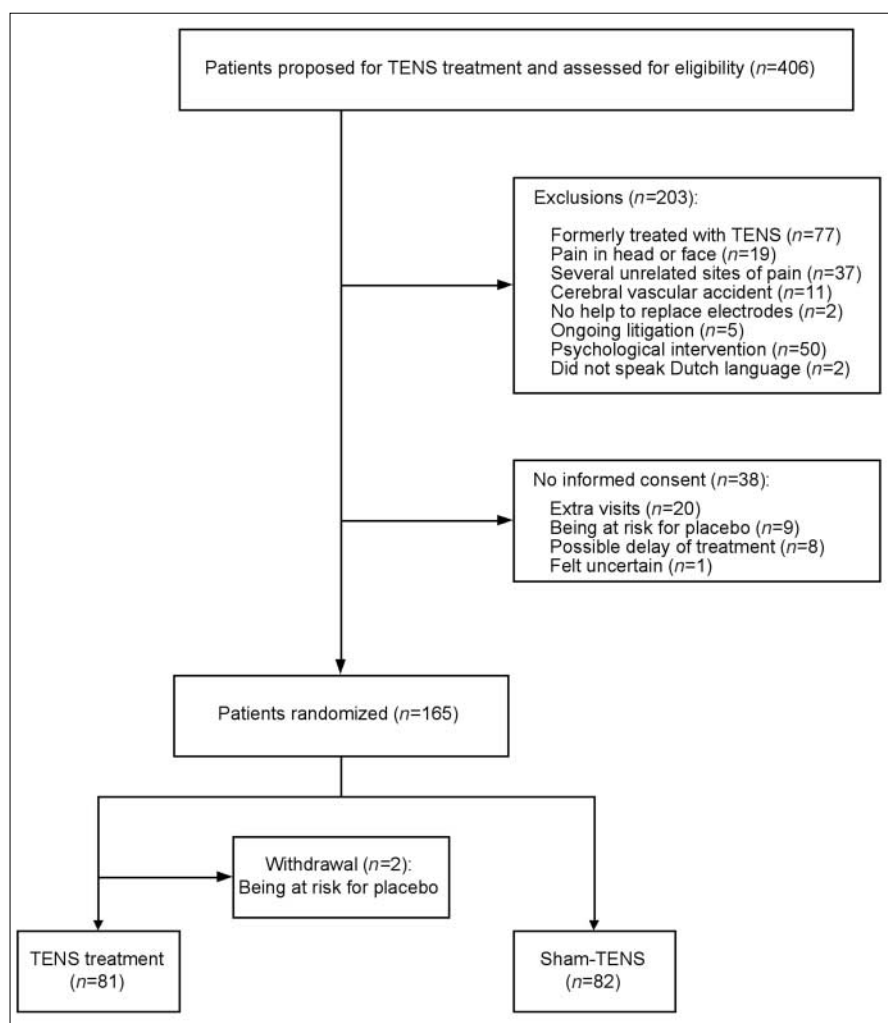 Patients proposed for TENS treatment and assessed for eligibility (n=406)
Exclusions (n=203):
Formerly treated with TENS (n=77)
Pain in head or face (n=19)
Several unrelated sites of pain (n=37)
Cerebral vascular accident (n=11)
No help to replace electrodes (n=2)
Ongoing litigation (n=5)
Psychological intervention (n=50)
Did not speak Dutch language (n=2)
No informed consent (n=38):
Extra visits (n=20)
Being at risk for placebo (n=9)
Possible delay of treatment (n=8)
Felt uncertain (n=1)
Patients randomized (n=165)
Withdrawal (n=2):
Being at risk for placebo
TENS treatment
(n=81)
Sham-TENS
(n=82)